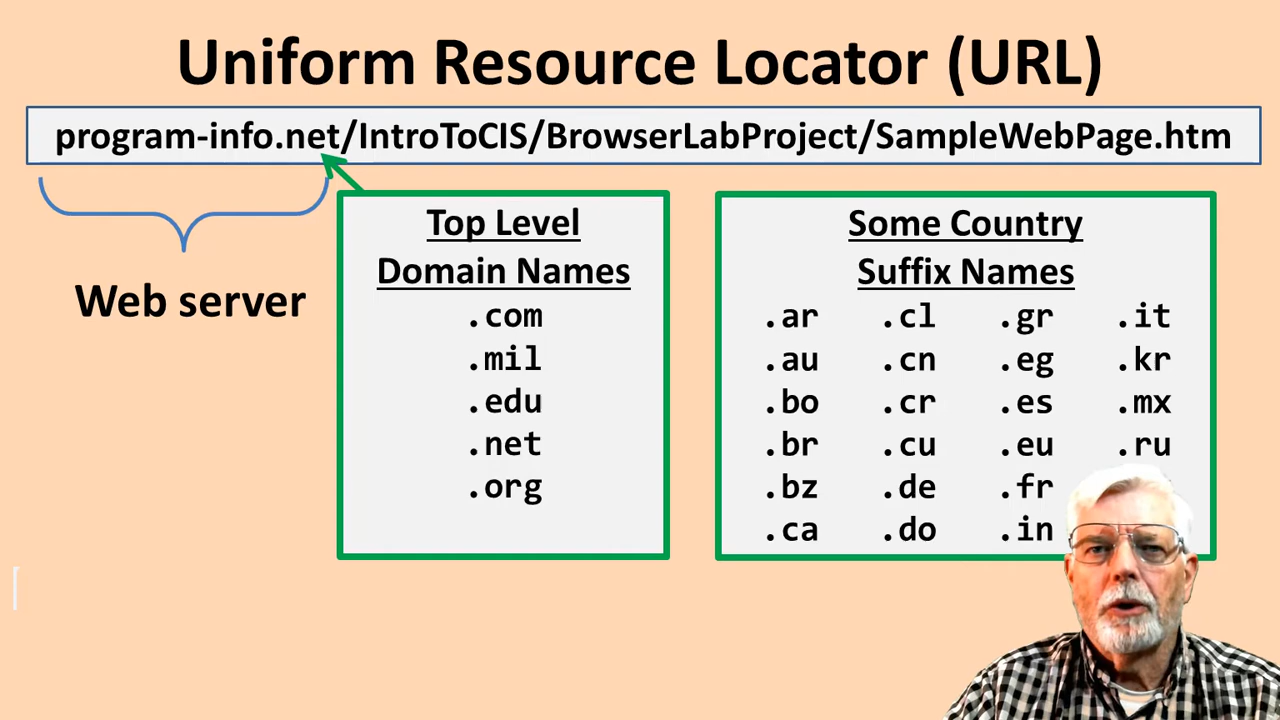 Uniform Resource Locator (URL)
program-info.net/IntroToCIS/BrowserLabProject/SampleWebPage.htm
Web server
Top Level
Domain Names
.com
.mil
.edu
.net
.org
Some Country
Suffix Names
.ar .cl .gr .it
.au .cn .eg .kr
.bo .cr .es .mx
.br .cu .eu .ru
.bz .de .fr
.ca .do .in